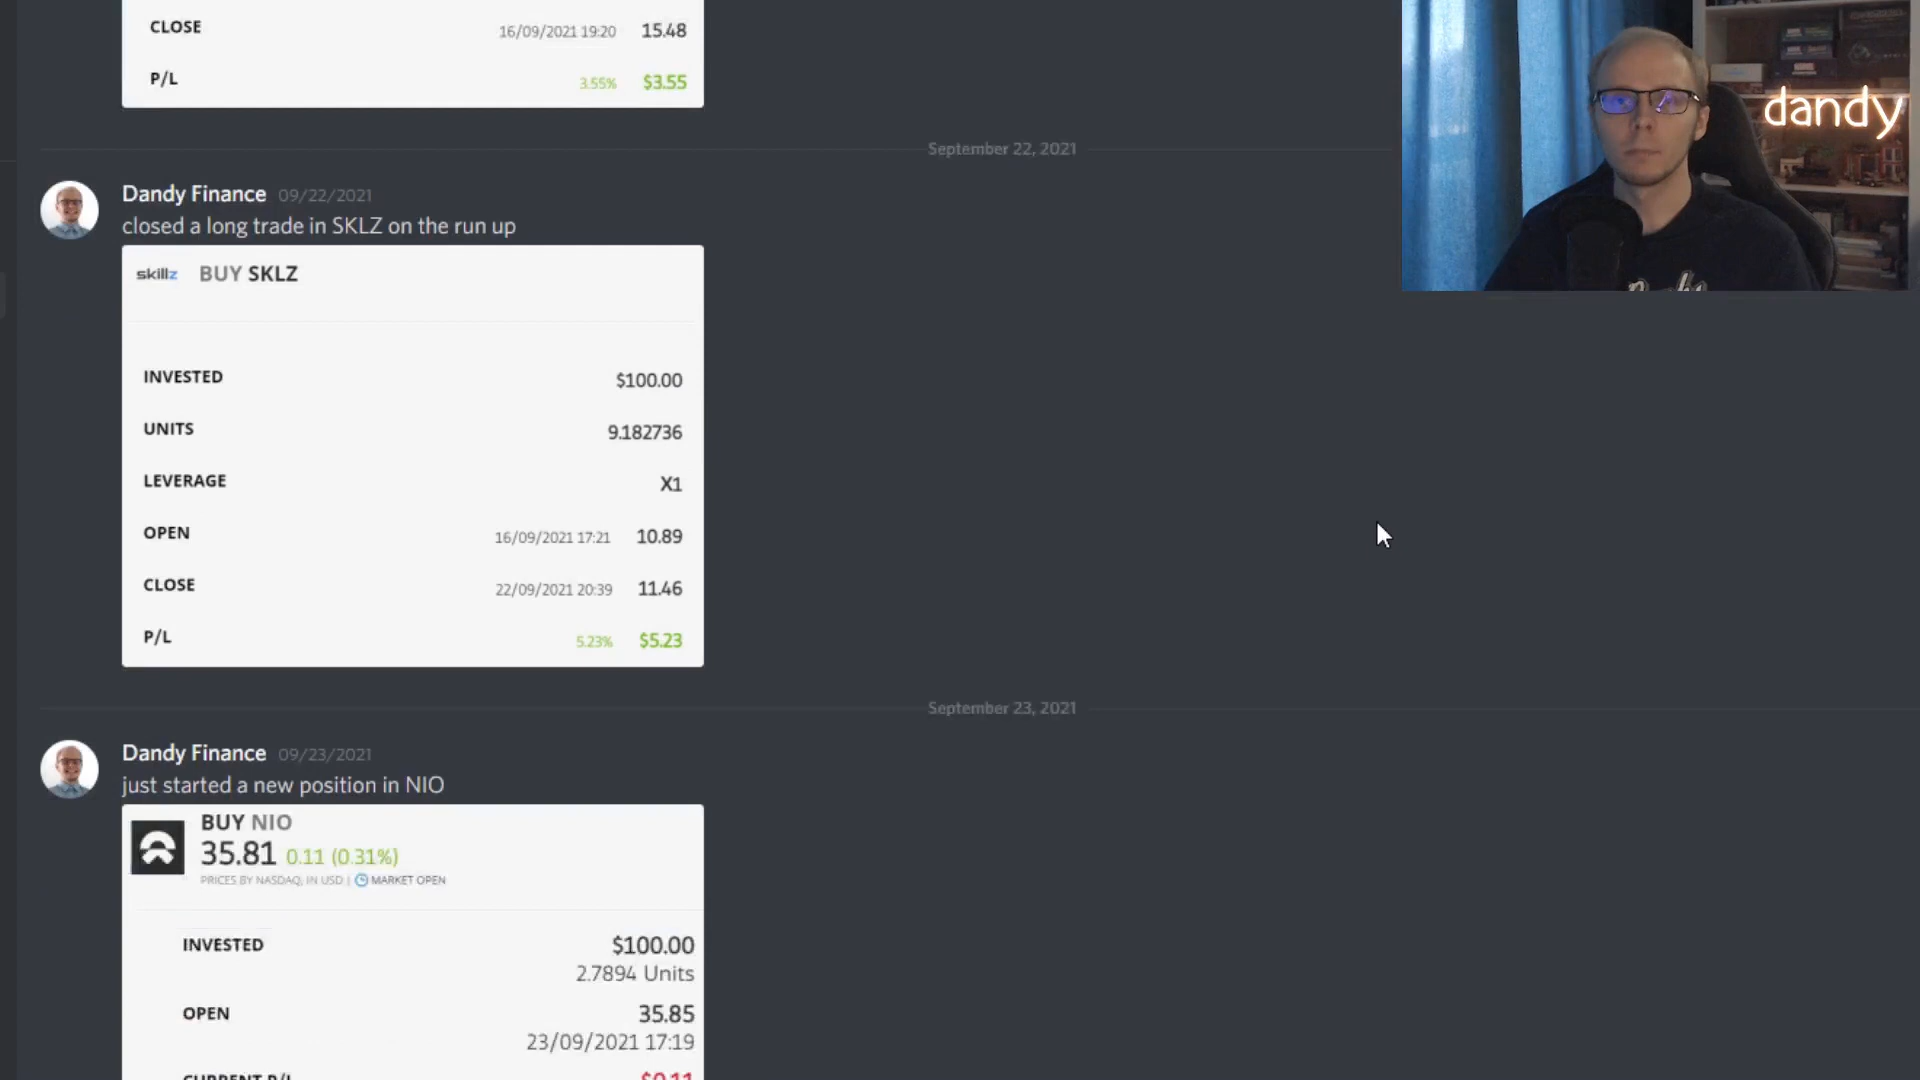 CLOSE 16/09/2021 19:20 15.48
P/L 3.55% $3.55
dandy
September 22, 2021
Dandy Finance 09/22/2021
closed a long trade in SKLZ on the run up
skillz BUY SKLZ
INVESTED $100.00
UNITS 9.182736
LEVERAGE X1
OPEN 16/09/2021 17:21 10.89
CLOSE 22/09/2021 20:39 11.46
P/L 5.23% $5.23
September 23, 2021
Dandy Finance 09/23/2021
just started a new position in NIO
BUY NIO
35.81 0.11 (0.31%)
PRICES BY NASDAQ, IN USD | MARKET OPEN
INVESTED $100.00
2.7894 Units
OPEN 35.85
23/09/2021 17:19
CURRENT P/L $0.11